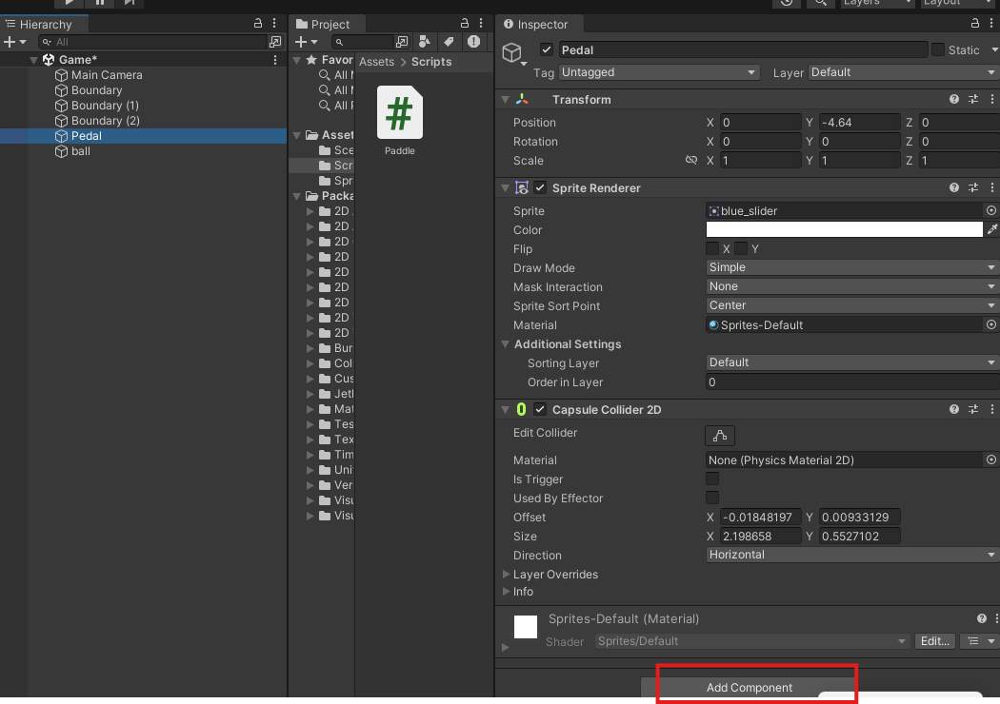 Layers
Layout
Hierarchy
All
Game*
Main Camera
Boundary
Boundary (1)
Boundary (2)
Pedal
ball
Project
Favor
All M
All M
All P
Asset
Sce
Scri
Spr
Packa
2D
2D
2D
2D
2D
2D
2D
2D
2D
Bur
Col
Cus
Jet
Mat
Tes
Tex
Tim
Uni
Ver
Visu
Visu
Assets > Scripts
#
Paddle
Inspector
Pedal
Static
Tag Untagged
Layer Default
Transform
Position X 0 Y -4.64 Z 0
Rotation X 0 Y 0 Z 0
Scale X 1 Y 1 Z 1
Sprite Renderer
Sprite blue_slider
Color
Flip X Y
Draw Mode Simple
Mask Interaction None
Sprite Sort Point Center
Material Sprites-Default
Additional Settings
Sorting Layer Default
Order in Layer 0
Capsule Collider 2D
Edit Collider
Material None (Physics Material 2D)
Is Trigger
Used By Effector
Offset X -0.01848197 Y 0.00933129
Size X 2.198658 Y 0.5527102
Direction Horizontal
Layer Overrides
Info
Sprites-Default (Material)
Shader Sprites/Default Edit...
Add Component